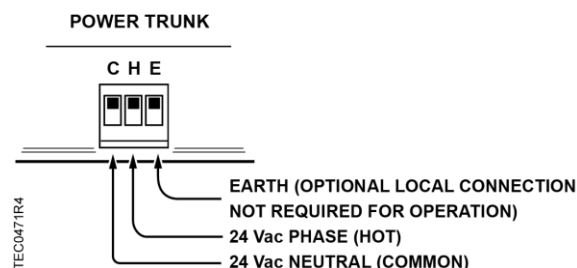 POWER TRUNK
C H E
EARTH (OPTIONAL LOCAL CONNECTION
NOT REQUIRED FOR OPERATION)
24 Vac PHASE (HOT)
24 Vac NEUTRAL (COMMON)
TEC0471R4